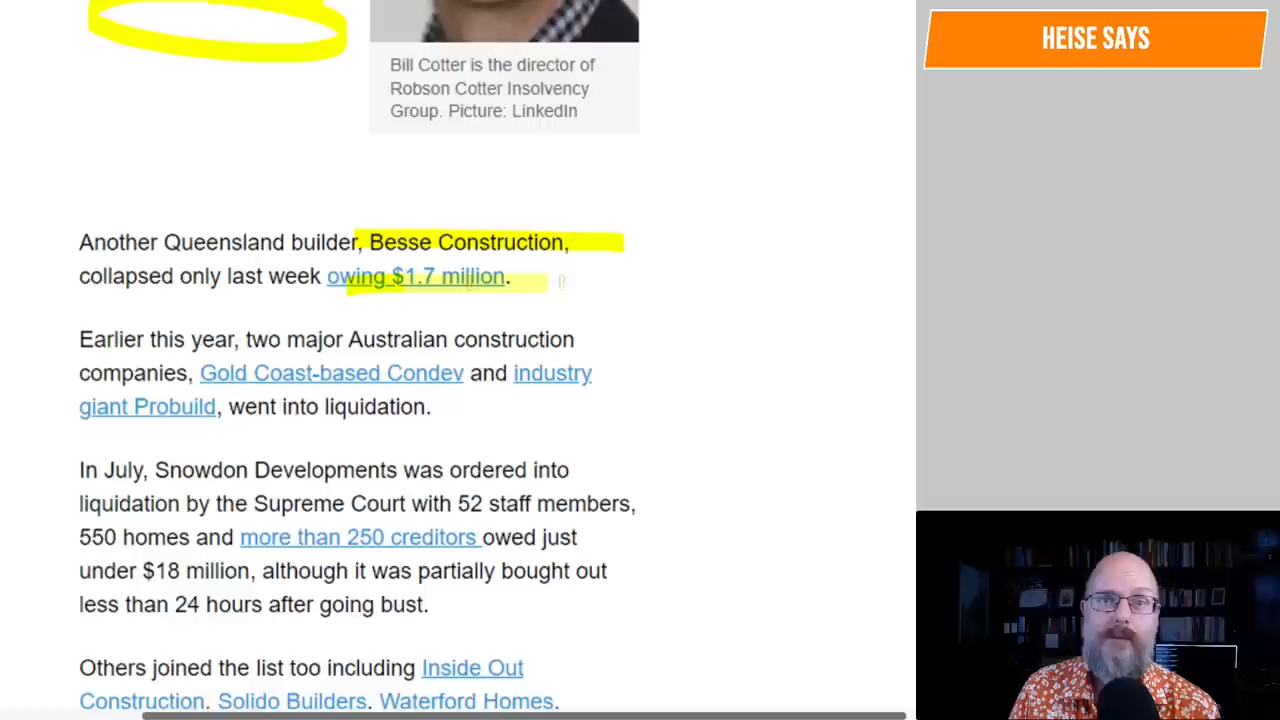 HEISE SAYS
Bill Cotter is the director of
Robson Cotter Insolvency
Group. Picture: LinkedIn
Another Queensland builder, Besse Construction,
collapsed only last week owing $1.7 million.
Earlier this year, two major Australian construction
companies, Gold Coast-based Condev and industry
giant Probuild, went into liquidation.
In July, Snowdon Developments was ordered into
liquidation by the Supreme Court with 52 staff members,
550 homes and more than 250 creditors owed just
under $18 million, although it was partially bought out
less than 24 hours after going bust.
Others joined the list too including Inside Out
Construction, Solido Builders, Waterford Homes,